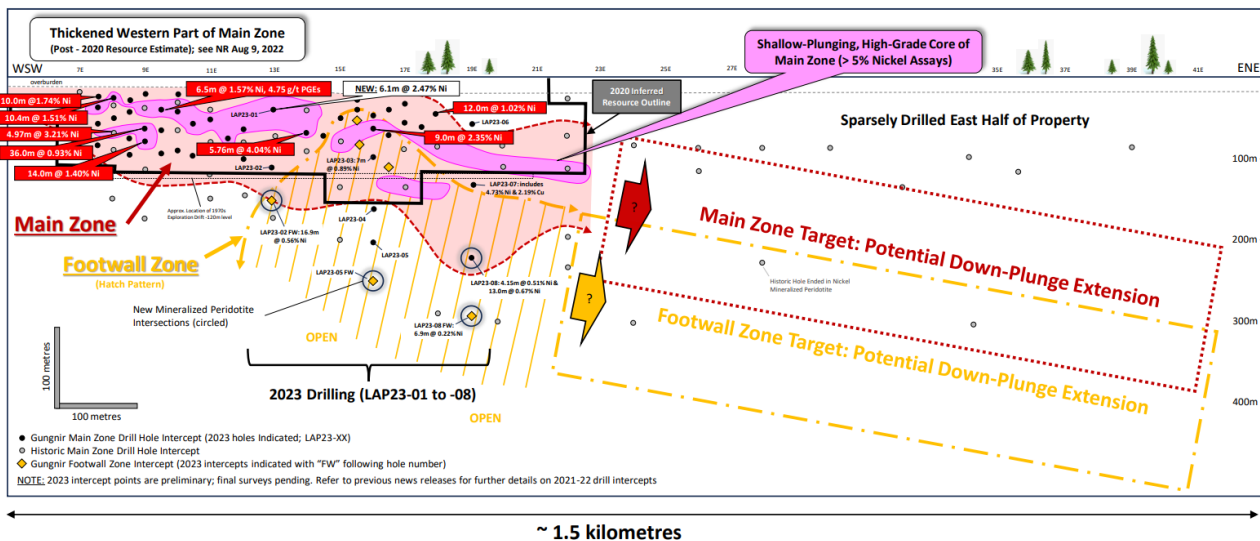 Thickened Western Part of Main Zone
(Post - 2020 Resource Estimate); see NR Aug 9, 2022
Shallow-Plunging, High-Grade Core of
Main Zone (> 5% Nickel Assays)
WSW
7E
9E
11E
13E
15E
17E
19E
21E
27E
35E
37E
39E
41E
ENE
overburden
10.0m @1.74% Ni
6.5m @ 1.57% Ni, 4.75 g/t PGEs
NEW: 6.1m @ 2.47% Ni
2020 Inferred
Resource Outline
10.4m @ 1.51% Ni
LAP23-01
12.0m @ 1.02% Ni
LAP23-06
Sparsely Drilled East Half of Property
4.97m @ 3.21% Ni
9.0m @ 2.35% Ni
36.0m @ 0.93% Ni
5.76m @ 4.04% Ni
LAP23-03: 7m
@ 0.89% Ni
100m
14.0m @ 1.40% Ni
LAP23-02
LAP23-07: includes
4.73% Ni & 2.19% Cu
Approx. Location of 1970s
Exploration Drift -120m level
Main Zone
LAP23-04
LAP23-02 FW: 16.9m
@ 0.56% Ni
?
Main Zone Target: Potential Down-Plunge Extension
200m
Footwall Zone
(Hatch Pattern)
LAP23-05
LAP23-05 FW
LAP23-08: 4.15m @ 0.51% Ni &
13.0m @ 0.67% Ni
Historic Hole Ended in Nickel
Mineralized Peridotite
?
New Mineralized Peridotite
Intersections (circled)
LAP23-08 FW:
6.9m @ 0.22% Ni
Footwall Zone Target: Potential Down-Plunge Extension
300m
OPEN
100 metres
100 metres
2023 Drilling (LAP23-01 to -08)
OPEN
400m
Gungnir Main Zone Drill Hole Intercept (2023 holes Indicated; LAP23-XX)
Historic Main Zone Drill Hole Intercept
Gungnir Footwall Zone Intercept (2023 intercepts indicated with “FW” following hole number)
NOTE: 2023 intercept points are preliminary; final surveys pending. Refer to previous news releases for further details on 2021-22 drill intercepts
~ 1.5 kilometres